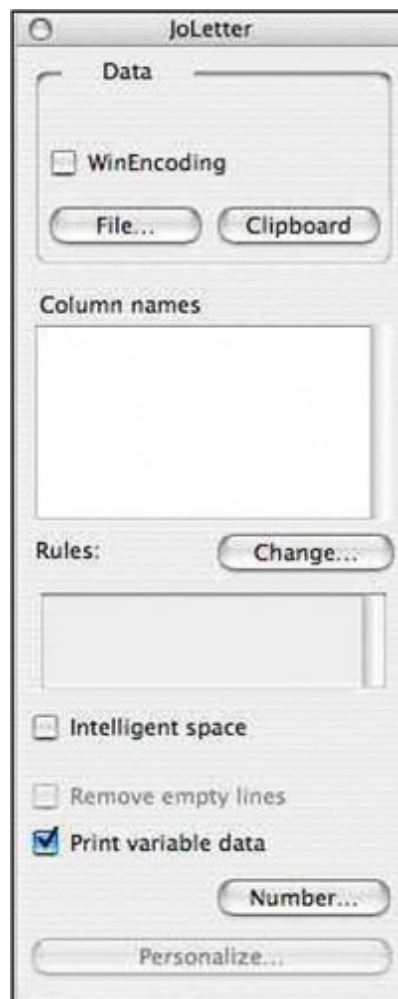 JoLetter
Data
WinEncoding
File... Clipboard
Column names
Rules: Change...
Intelligent space
Remove empty lines
Print variable data
Number...
Personalize...